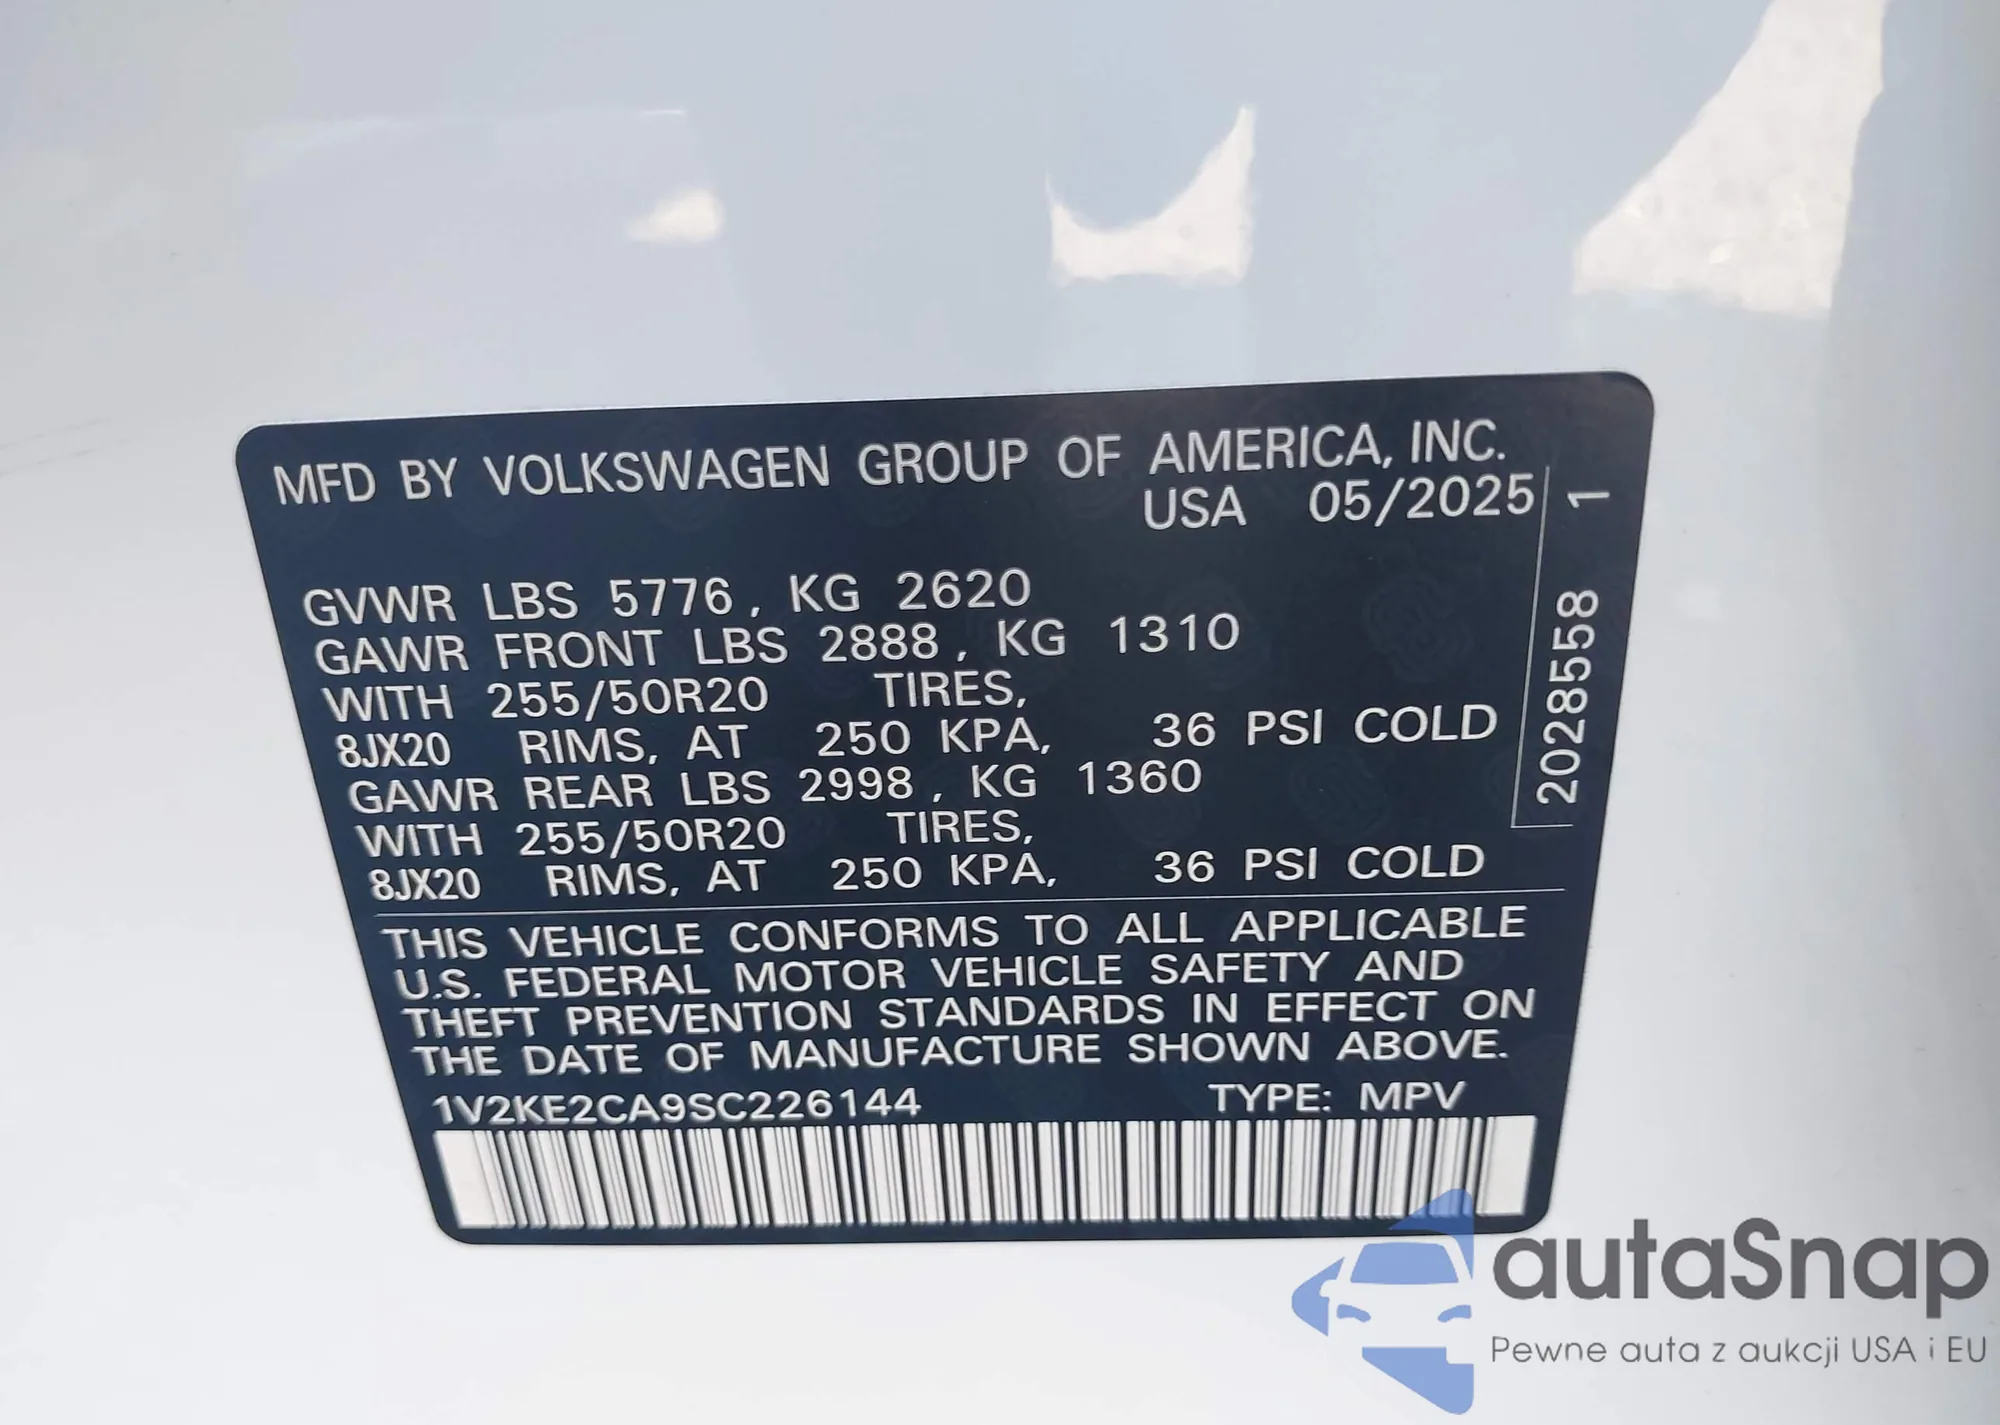 MFD BY VOLKSWAGEN GROUP OF AMERICA, INC.
USA 05/2025
GVWR LBS 5776, KG 2620
GAWR FRONT LBS 2888, KG 1310
WITH 255/50R20 TIRES,
8JX20 RIMS, AT 250 KPA, 36 PSI COLD
GAWR REAR LBS 2998, KG 1360
WITH 255/50R20 TIRES,
8JX20 RIMS, AT 250 KPA, 36 PSI COLD
THIS VEHICLE CONFORMS TO ALL APPLICABLE
U.S. FEDERAL MOTOR VEHICLE SAFETY AND
THEFT PREVENTION STANDARDS IN EFFECT ON
THE DATE OF MANUFACTURE SHOWN ABOVE.
1V2KE2CA9SC226144 TYPE: MPV
2028558 1
autaSnap
Pewne auta z aukcji USA i EU